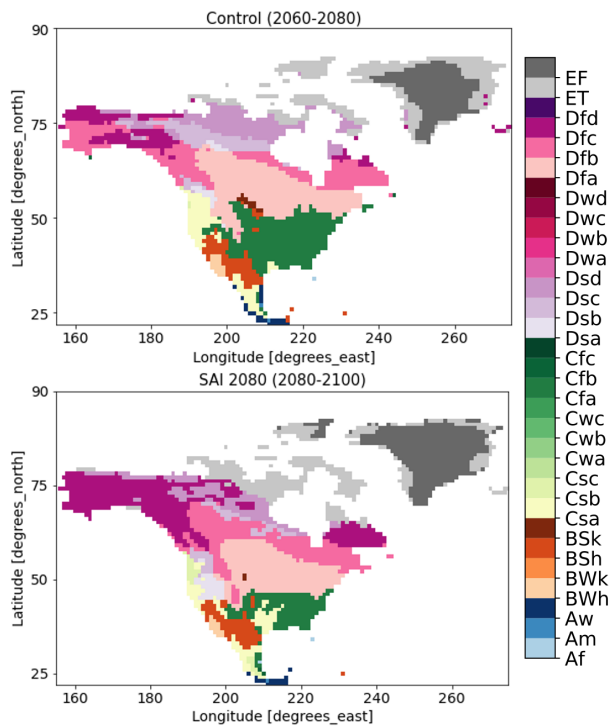 Control (2060-2080)
90
75
50
25
Latitude [degrees_north]
160 180 200 220 240 260
Longitude [degrees_east]
SAI 2080 (2080-2100)
90
75
50
25
Latitude [degrees_north]
160 180 200 220 240 260
Longitude [degrees_east]
EF
ET
Dfd
Dfc
Dfb
Dfa
Dwd
Dwc
Dwb
Dwa
Dsd
Dsc
Dsb
Dsa
Cfc
Cfb
Cfa
Cwc
Cwb
Cwa
Csc
Csb
Csa
BSk
BSh
BWk
BWh
Aw
Am
Af